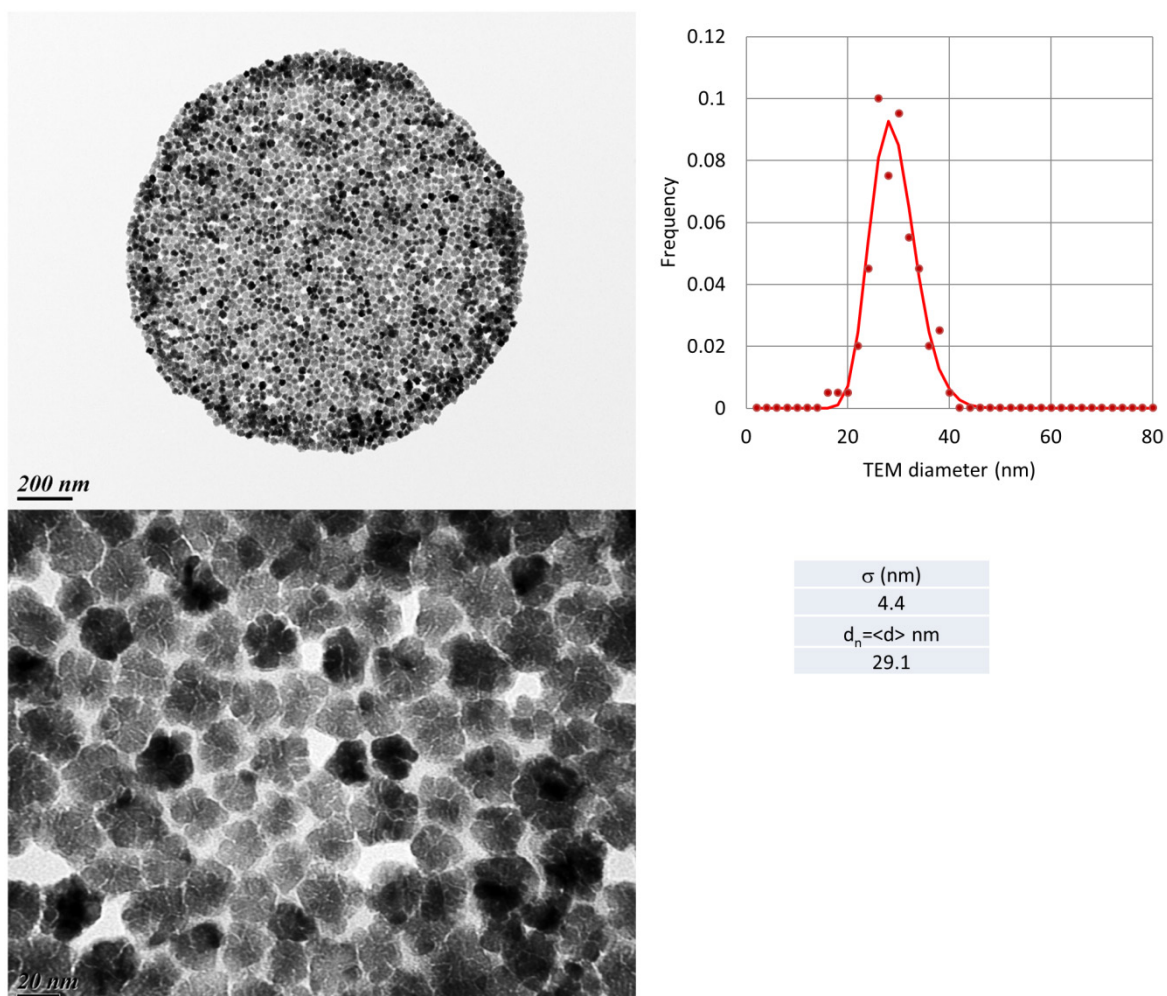 200 nm
20 nm
0.12
0.1
0.08
0.06
0.04
0.02
0
Frequency
0 20 40 60 80
TEM diameter (nm)
σ (nm)
4.4
dn=<d> nm
29.1